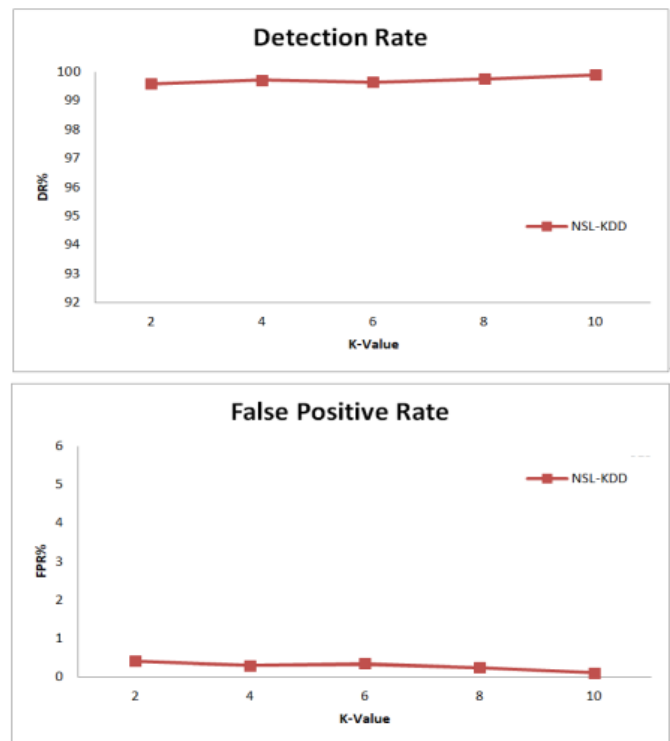 Detection Rate
100
99
98
97
96
95
94
93
92
DR%
NSL-KDD
2 4 6 8 10
K-Value
False Positive Rate
6
5
4
3
2
1
0
FPR%
NSL-KDD
2 4 6 8 10
K-Value